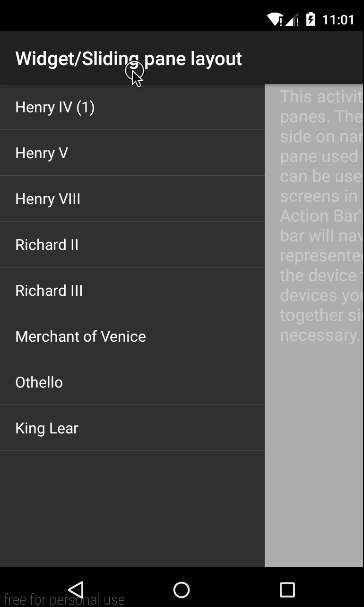 11:01
Widget/Sliding pane layout
Henry IV (1)
Henry V
Henry VIII
Richard II
Richard III
Merchant of Venice
Othello
King Lear
This activit
panes. The
side on nar
pane used
can be use
screens in
Action Bar'
bar will nav
represente
the device
devices you
together si
necessary.
free for personal use